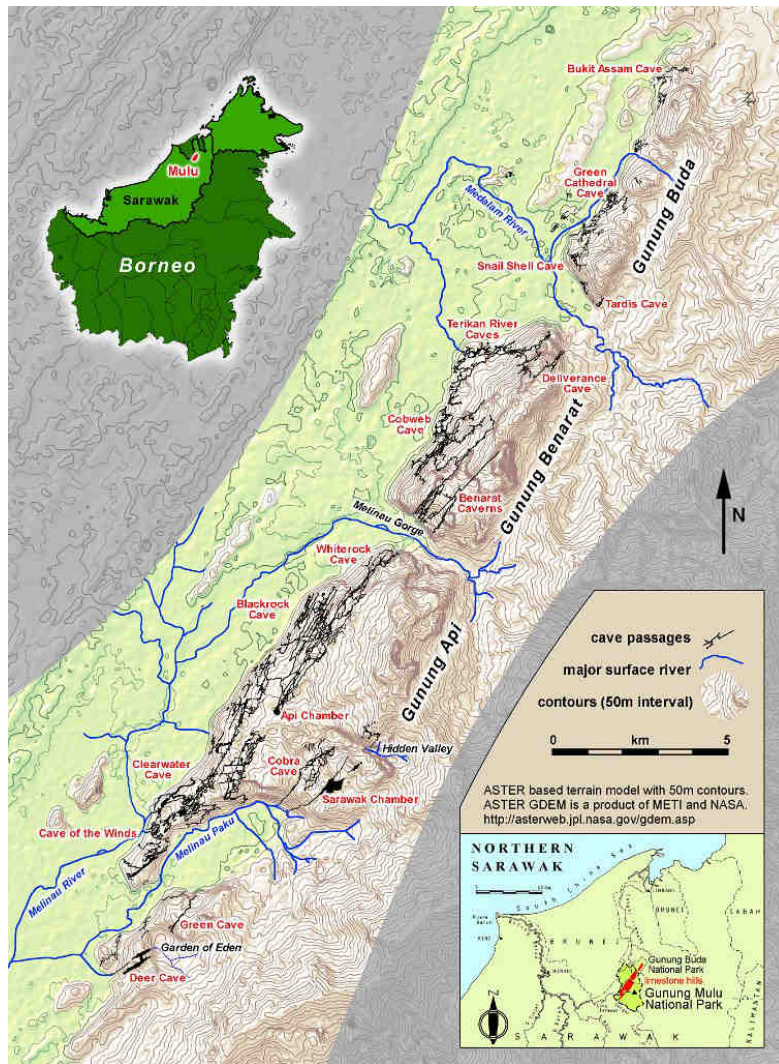 Bukit Assam Cave
Mulu
Sarawak
Borneo
Green
Cathedral
Cave
Medalam River
Gunung Buda
Snail Shell Cave
Tardis Cave
Terikan River
Caves
Deliverance
Cave
Cobweb
Cave
Gunung Benarat
Benarat
Caverns
N
Melinau Gorge
Whiterock
Cave
Blackrock
Cave
Gunung Api
cave passages
major surface river
contours (50m interval)
0 km 5
Api Chamber
Hidden Valley
Clearwater
Cave
Cobra
Cave
Sarawak Chamber
ASTER based terrain model with 50m contours.
ASTER GDEM is a product of METI and NASA.
http://asterweb.jpl.nasa.gov/gdem.asp
Cave of the Winds
Melinau Paku
Melinau River
Green Cave
Garden of Eden
Deer Cave
NORTHERN
SARAWAK
South China Sea
BRUNEI
SABAH
BRUNEI
Gunung Buda
National Park
limestone hills
Gunung Mulu
National Park
KALIMANTAN
SARAWAK